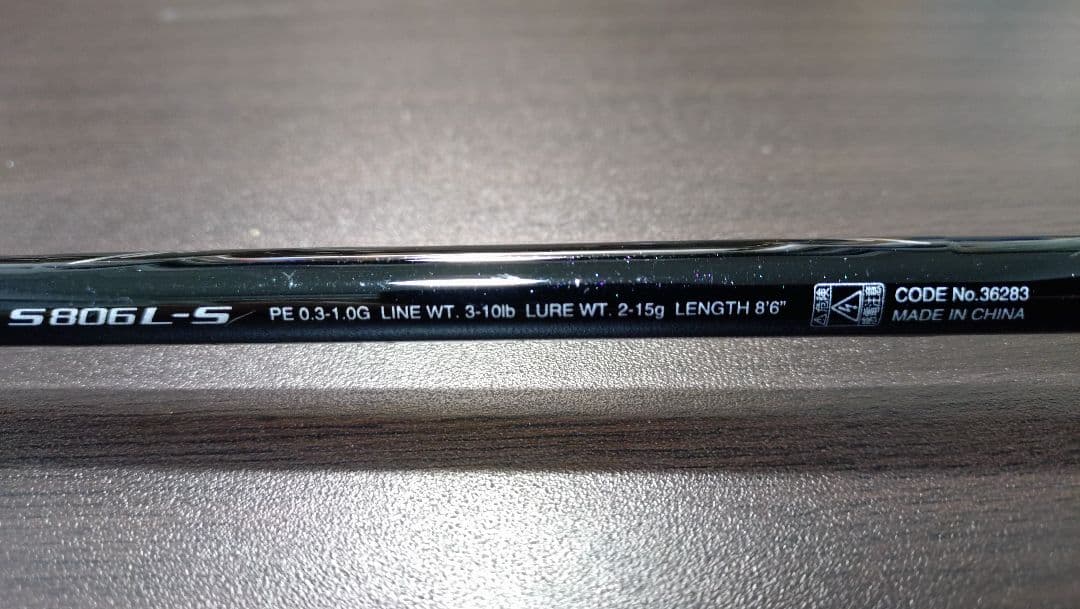 S806L-S PE 0.3-1.0G LINE WT. 3-10lb LURE WT. 2-15g LENGTH 8'6"
CODE No.36283
MADE IN CHINA